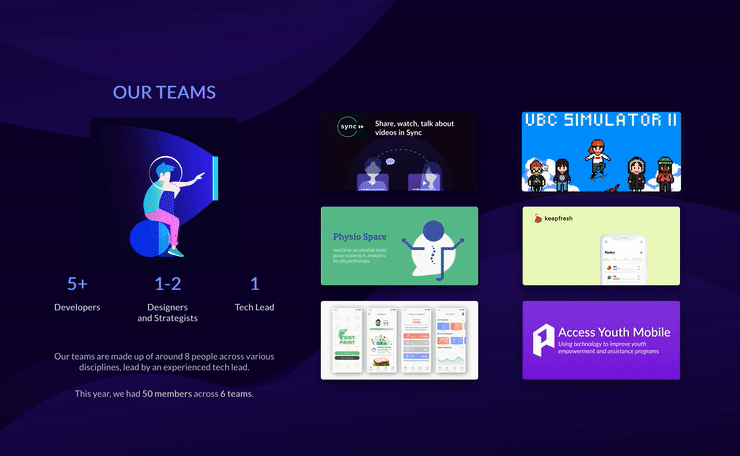 OUR TEAMS
5+
Developers
1-2
Designers
and Strategists
1
Tech Lead
Our teams are made up of around 8 people across various
disciplines, lead by an experienced tech lead.
This year, we had 50 members across 6 teams.
sync
Share, watch, talk about
videos in Sync
UBC SIMULATOR II
Physio Space
real time accessible body
pose tracking & analytics
for physiotherapy
keepfresh
Pantry
FOOT
PRINT
Access Youth Mobile
Using technology to improve youth
empowerment and assistance programs